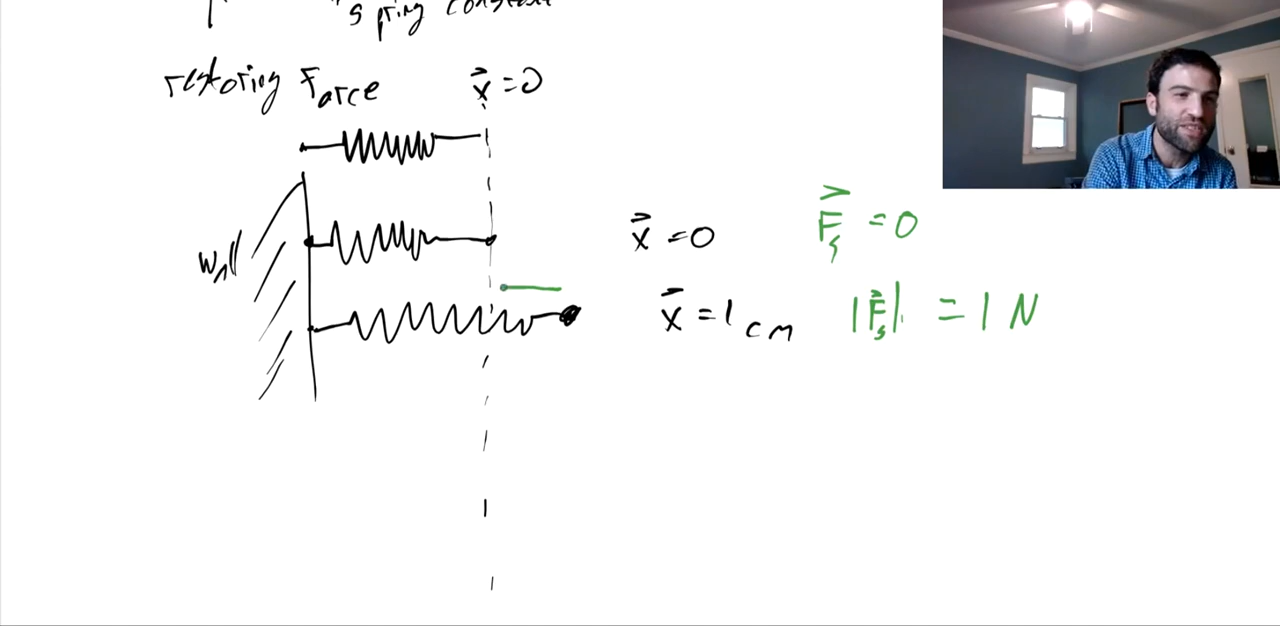 spring constant
restoring Force
x⃗ = 0
wall
x⃗ = 0
F⃗s = 0
x⃗ = 1 cm
|F⃗s| = 1 N